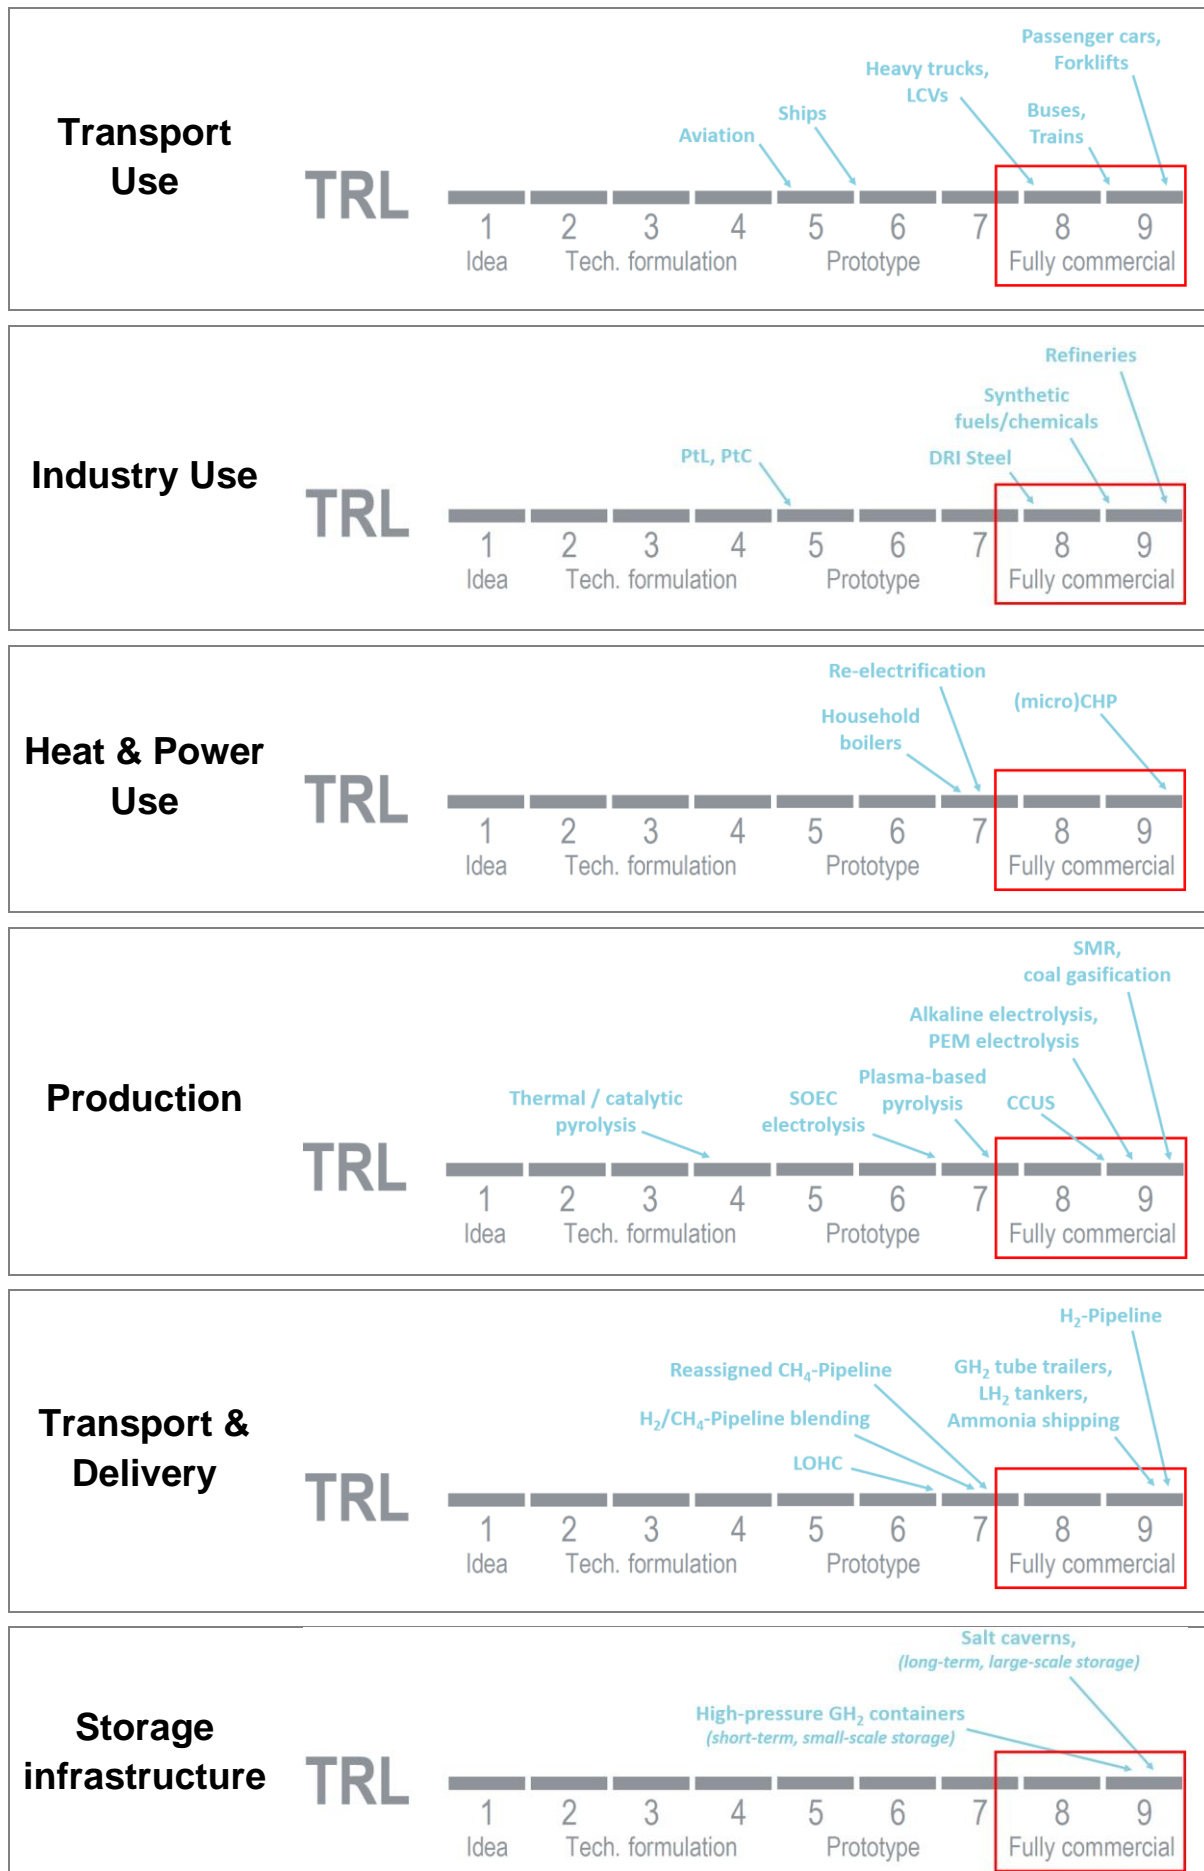 Transport
Use
Passenger cars,
Forklifts
Heavy trucks,
LCVs
Buses,
Trains
Ships
Aviation
TRL
1 2 3 4 5 6 7 8 9
Idea Tech. formulation Prototype Fully commercial
Industry Use
Refineries
Synthetic
fuels/chemicals
PtL, PtC
DRI Steel
TRL
1 2 3 4 5 6 7 8 9
Idea Tech. formulation Prototype Fully commercial
Heat & Power
Use
Re-electrification
(micro)CHP
Household
boilers
TRL
1 2 3 4 5 6 7 8 9
Idea Tech. formulation Prototype Fully commercial
Production
SMR,
coal gasification
Alkaline electrolysis,
PEM electrolysis
Plasma-based
pyrolysis
Thermal / catalytic
pyrolysis
SOEC
electrolysis
CCUS
TRL
1 2 3 4 5 6 7 8 9
Idea Tech. formulation Prototype Fully commercial
Transport &
Delivery
H₂-Pipeline
Reassigned CH₄-Pipeline
GH₂ tube trailers,
LH₂ tankers,
Ammonia shipping
H₂/CH₄-Pipeline blending
LOHC
TRL
1 2 3 4 5 6 7 8 9
Idea Tech. formulation Prototype Fully commercial
Storage
infrastructure
Salt caverns,
(long-term, large-scale storage)
High-pressure GH₂ containers
(short-term, small-scale storage)
TRL
1 2 3 4 5 6 7 8 9
Idea Tech. formulation Prototype Fully commercial